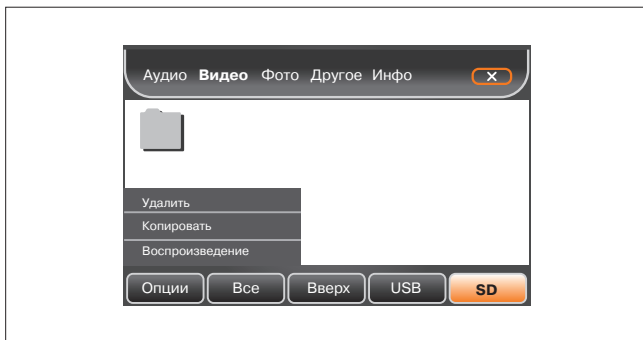 Аудио Видео Фото Другое Инфо X
Удалить
Копировать
Воспроизведение
Опции Все Вверх USB SD